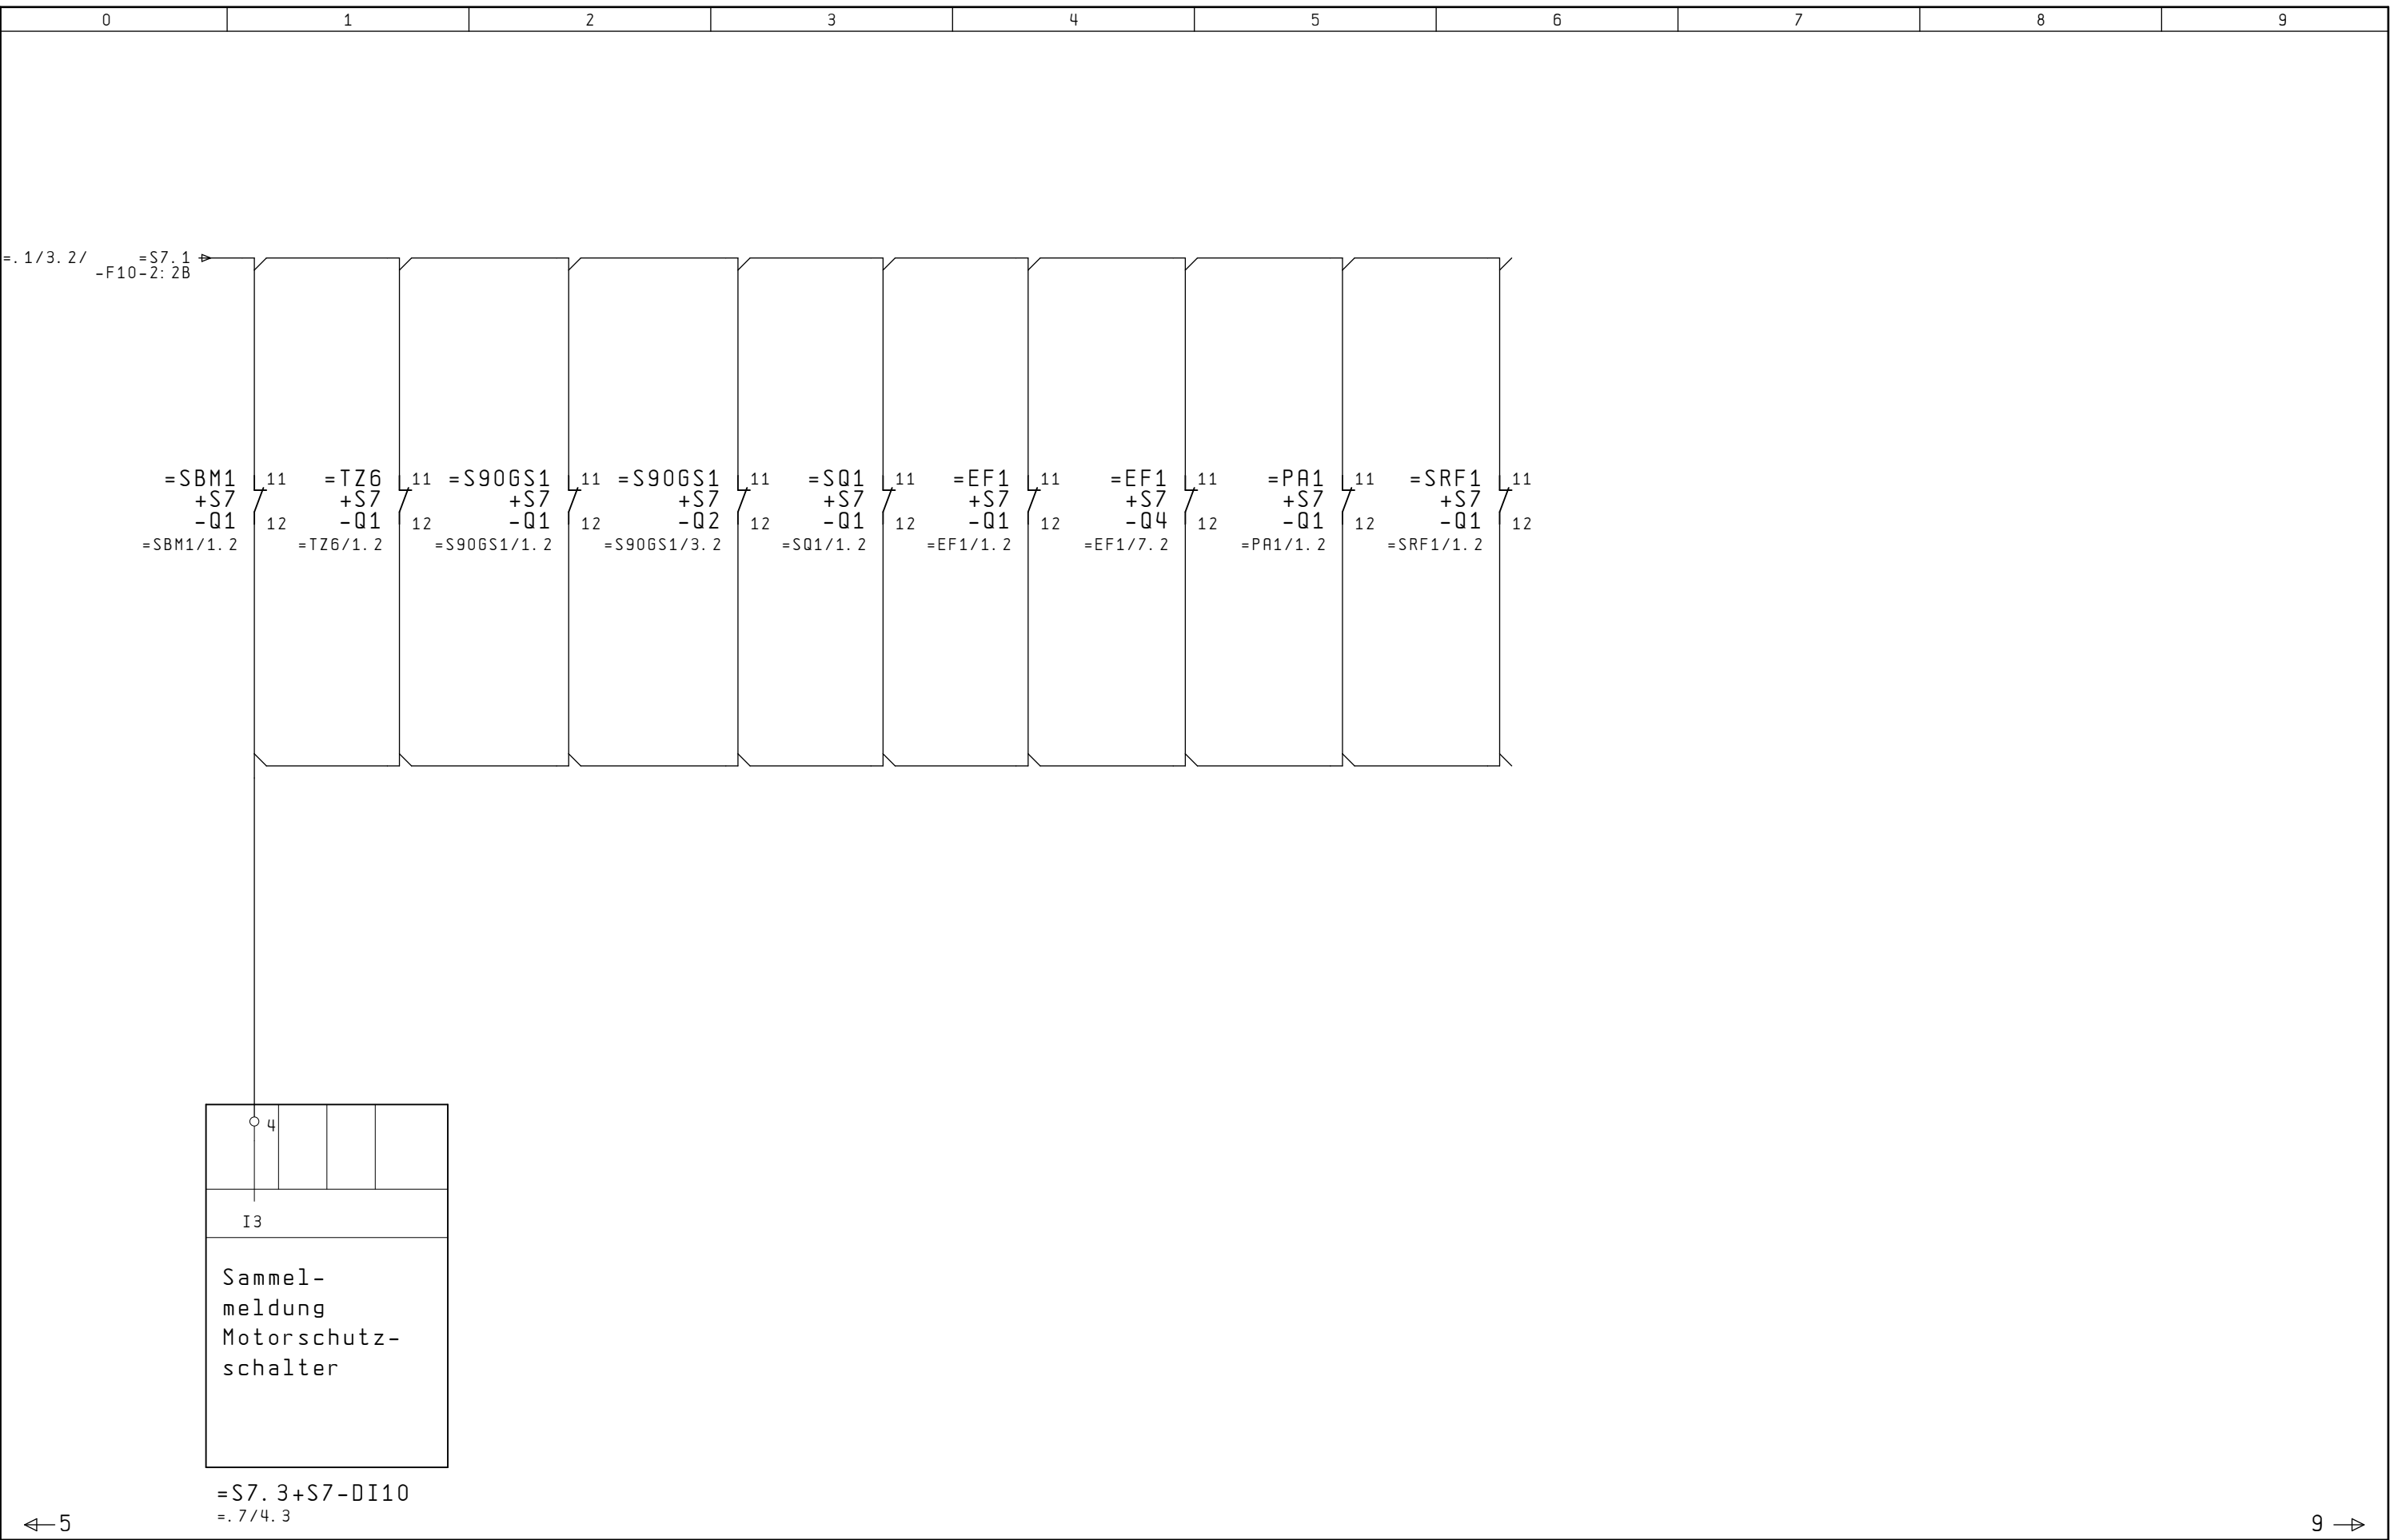 0 1 2 3 4 5 6 7 8 9
=.1/3.2/ =S7.1
-F10-2:2B
=SBM1 11 =TZ6 11 =S90GS1 11 =S90GS1 11 =SQ1 11 =EF1 11 =EF1 11 =PA1 11 =SRF1 11
+S7 +S7 +S7 +S7 +S7 +S7 +S7 +S7 +S7
-Q1 12 -Q1 12 -Q1 12 -Q2 12 -Q1 12 -Q1 12 -Q4 12 -Q1 12 -Q1 12
=SBM1/1.2 =TZ6/1.2 =S90GS1/1.2 =S90GS1/3.2 =SQ1/1.2 =EF1/1.2 =EF1/7.2 =PA1/1.2 =SRF1/1.2
4
I3
Sammel-
meldung
Motorschutz-
schalter
=S7.3+S7-DI10
=.7/4.3
5 9